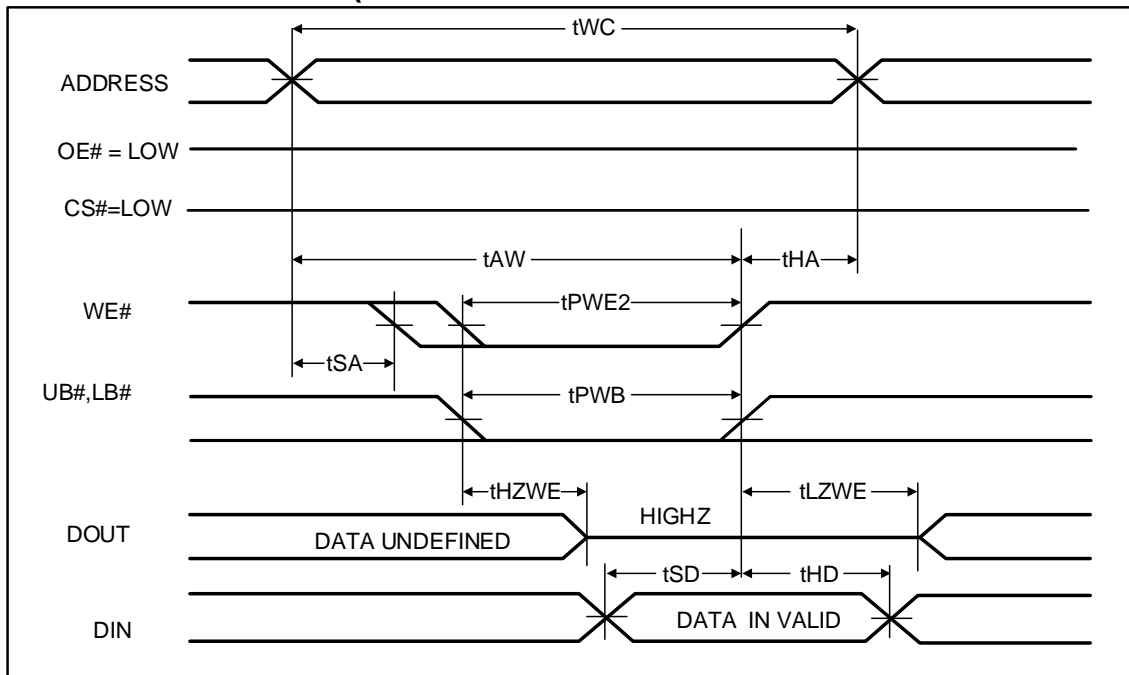 tWC
ADDRESS
OE# = LOW
CS#=LOW
tAW
tHA
WE#
tPWE2
tSA
UB#,LB#
tPWB
tHZWE
tLZWE
DOUT
DATA UNDEFINED
HIGHZ
tSD
tHD
DIN
DATA IN VALID